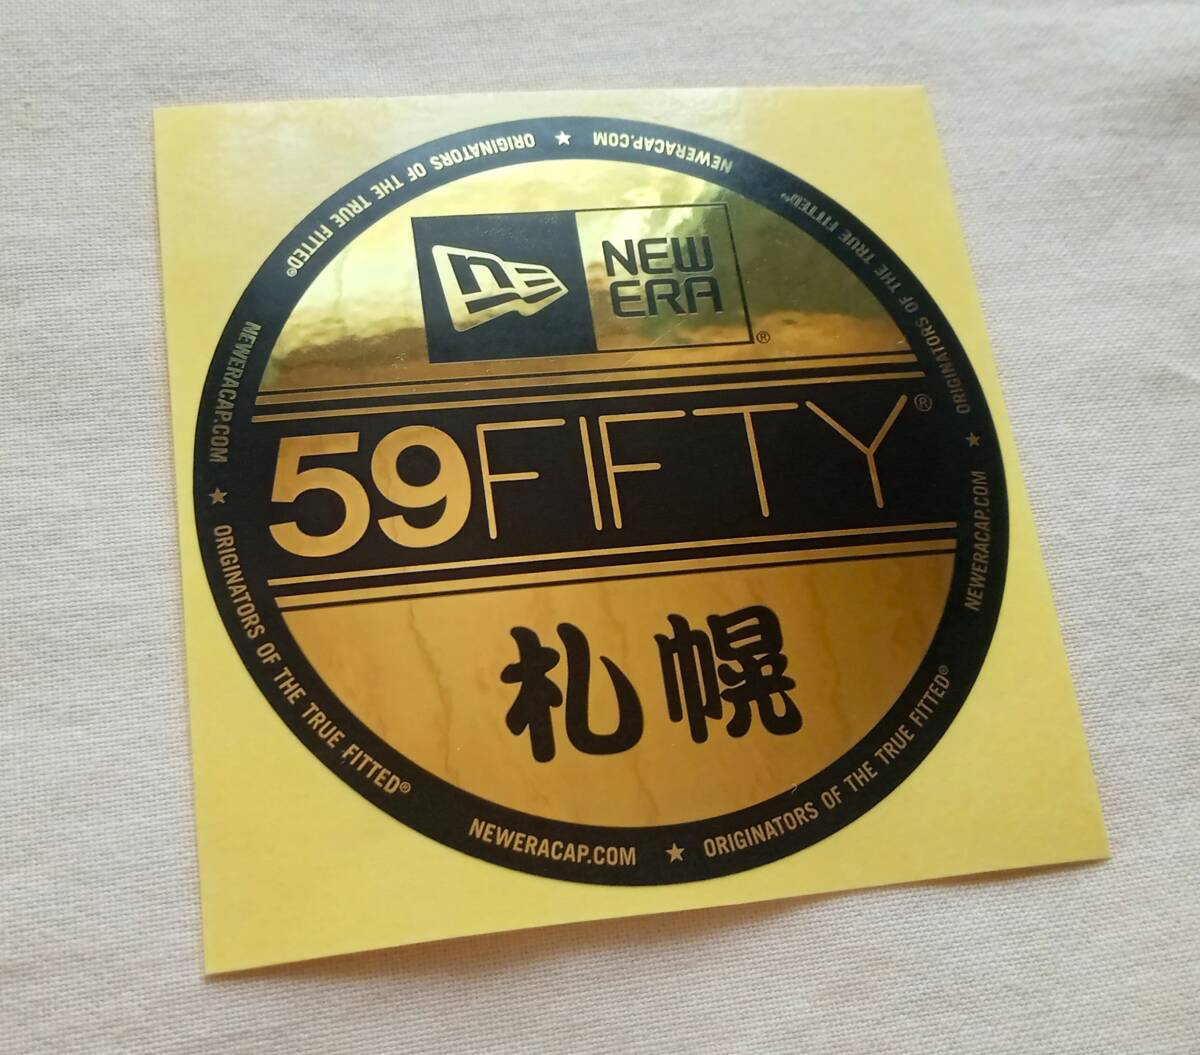 NEW
ERA®
59FIFTY®
札幌
NEWERACAP.COM ★ ORIGINATORS OF THE TRUE FITTED®
NEWERACAP.COM ★ ORIGINATORS OF THE TRUE FITTED®
NEWERACAP.COM ★ ORIGINATORS OF THE TRUE FITTED®
NEWERACAP.COM ★ ORIGINATORS OF THE TRUE FITTED®